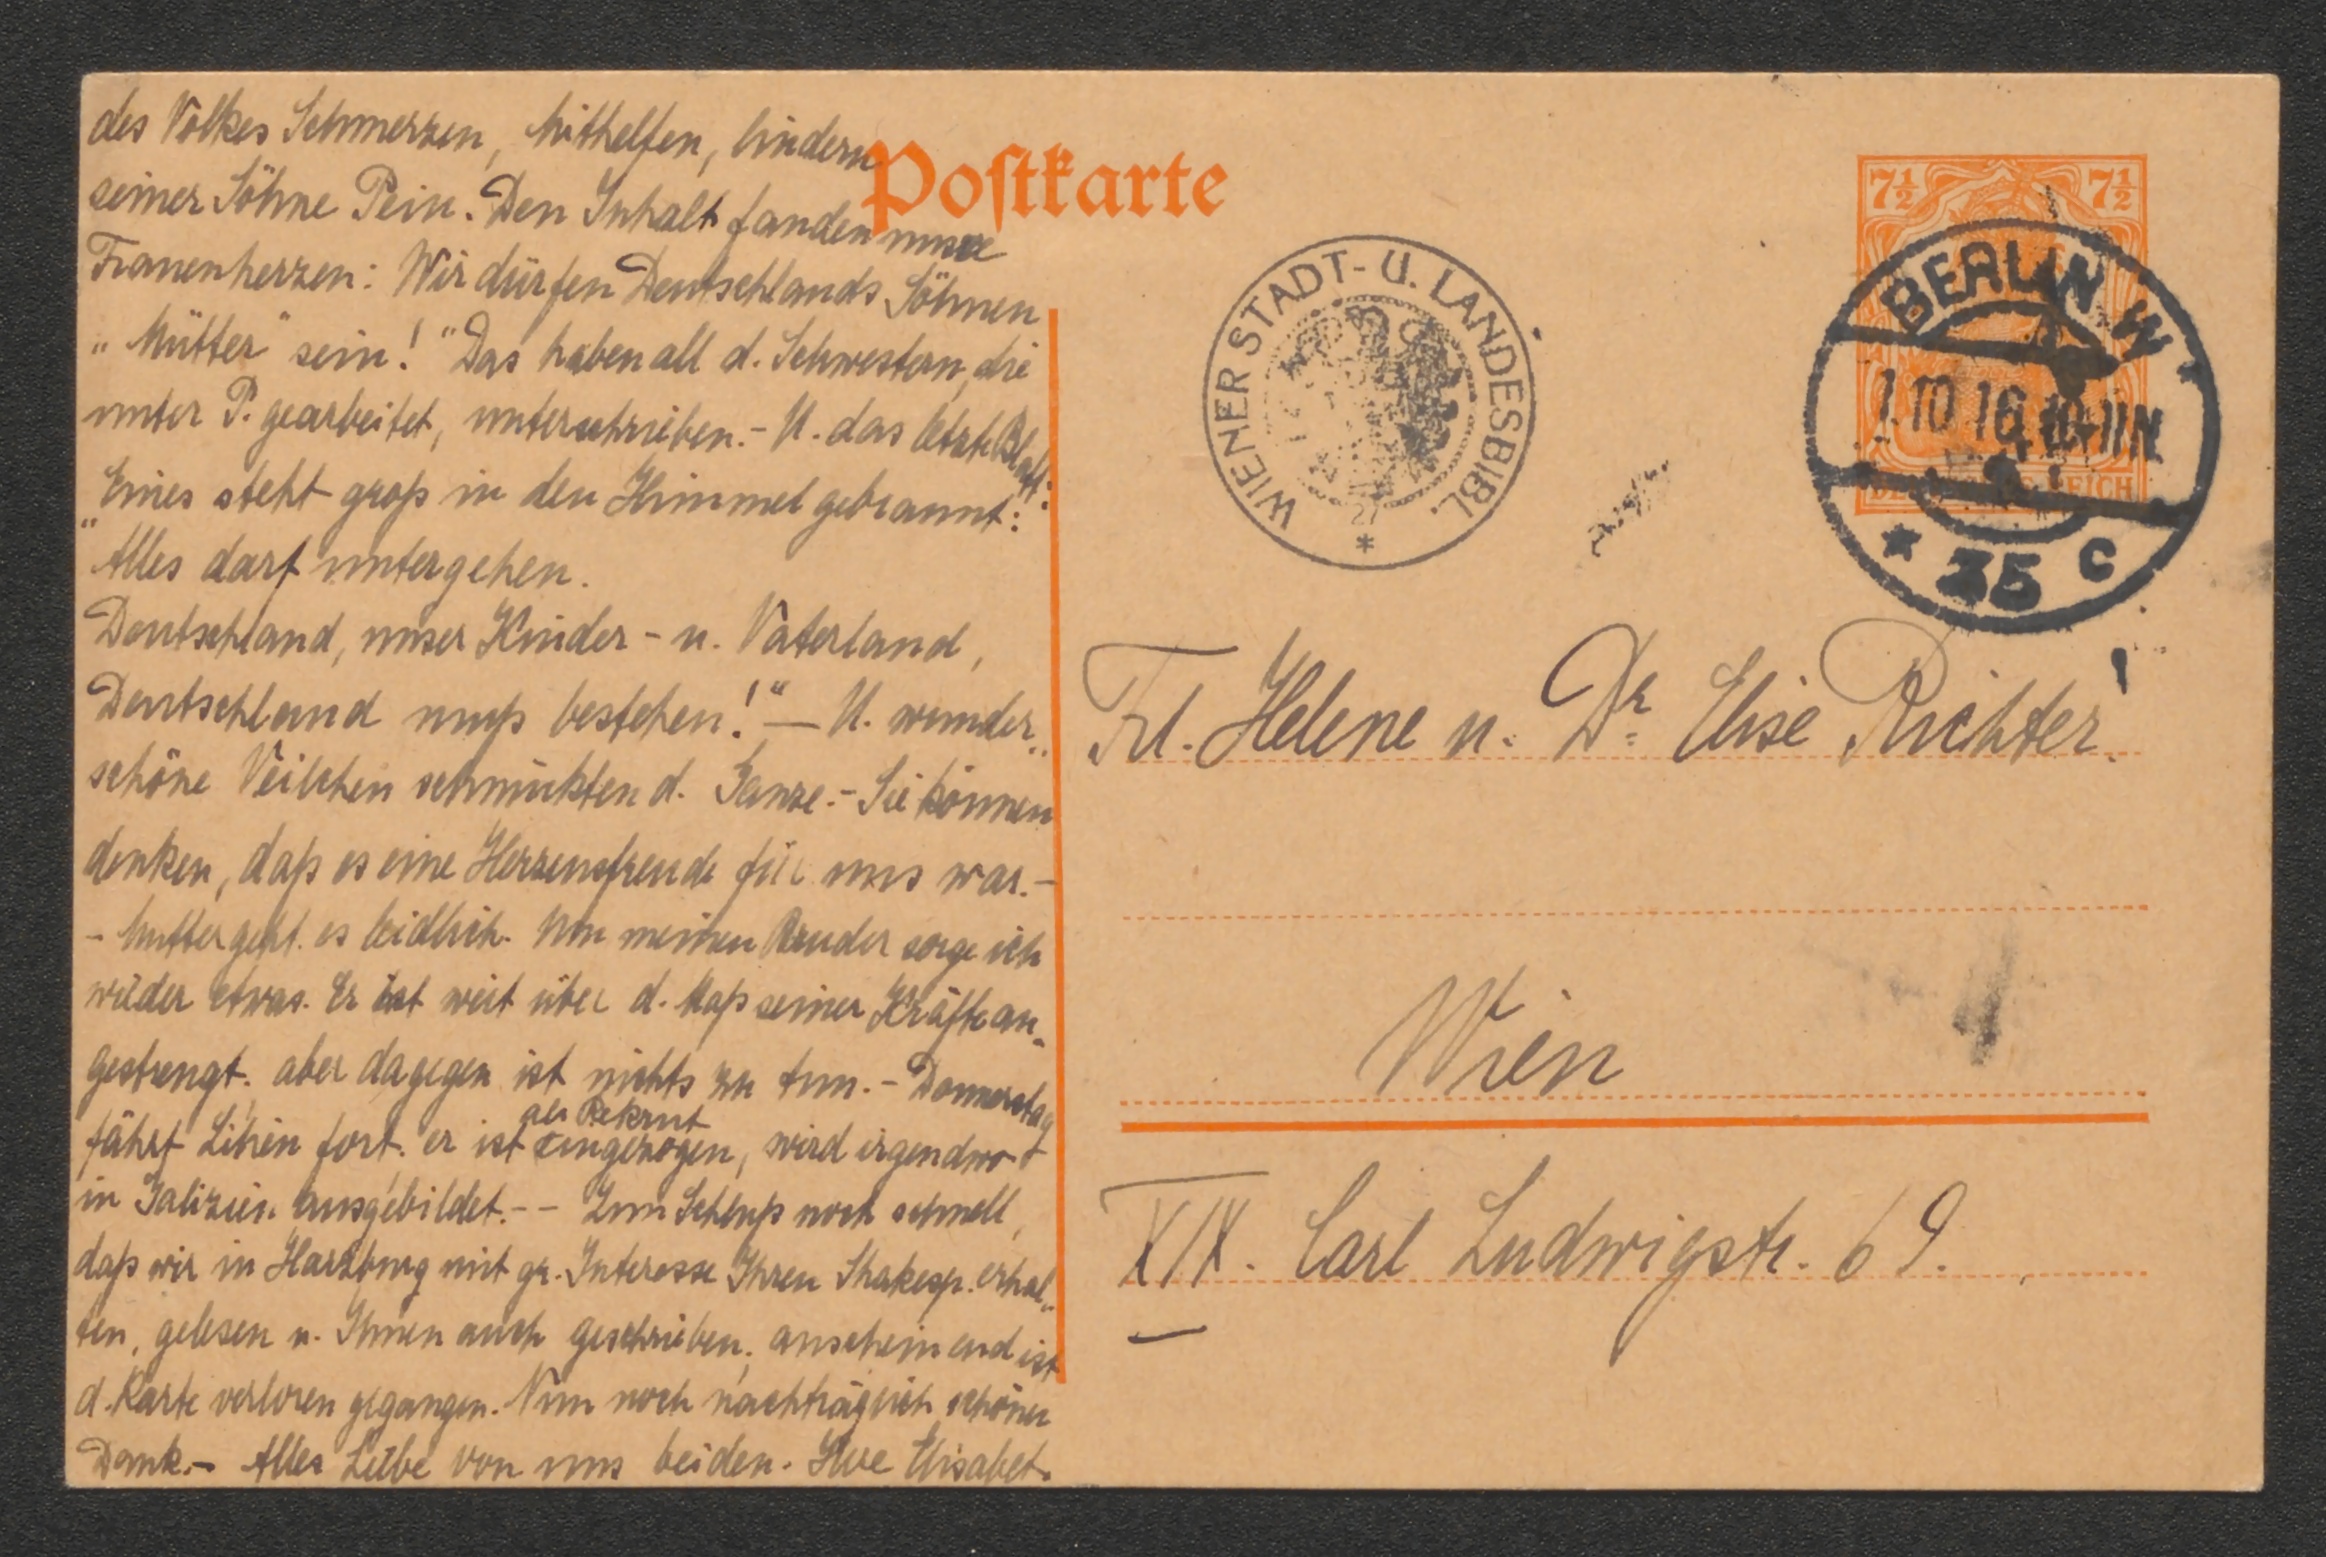 des Volkes Schmerzen, Mithelfen, lindern
seiner Söhne Pein. Den Inhalt fanden unsere
Frauenherzen: Wir dürfen Deutschlands Söhnen
„Mütter" sein!" Das haben all d. Schwestern, die
unter P. gearbeitet, unterschrieben. - U. das letzte Blatt:
"Eines steht groß in den Himmel gebrannt:
Alles darf untergehen.
Deutschland, unser Kinder- u. Vaterland,
Deutschland muß bestehen!" — U. wunder-
schöne Veilchen schmückten d. Ganze. - Sie können
denken, daß es eine Herzensfreude für uns war. -
- Mutter geht es leidlich. Um meinen Bruder sorge ich
wieder etwas. Er ist weit über d. Maß seiner Kräfte an-
gestrengt, aber dagegen ist nichts zu tun. - Donnerstag
als Rekrut
fährt fort, er ist eingezogen, wird irgendwo
in Galizien ausgebildet. - - Zum Schluß noch schnell,
daß wir in Harzburg mit gr. Interesse Ihren Shakesp. erhal-
ten, gelesen u. Ihnen auch geschrieben, anscheinend ist
d. Karte verloren gegangen. Nun noch nachträglich schönen
Dank. - Alles Liebe von uns beiden. Ihre Elisabet.
Postkarte
WIENER STADT- U. LANDESBIBL.
*
7½ 7½
DEUTSCHES REICH
BERLIN W
1.10 16.10-11N
* 35 c
Frl. Helene u. Dr. Elise Richter!
Wien
XIX. Carl Ludwigstr. 69.